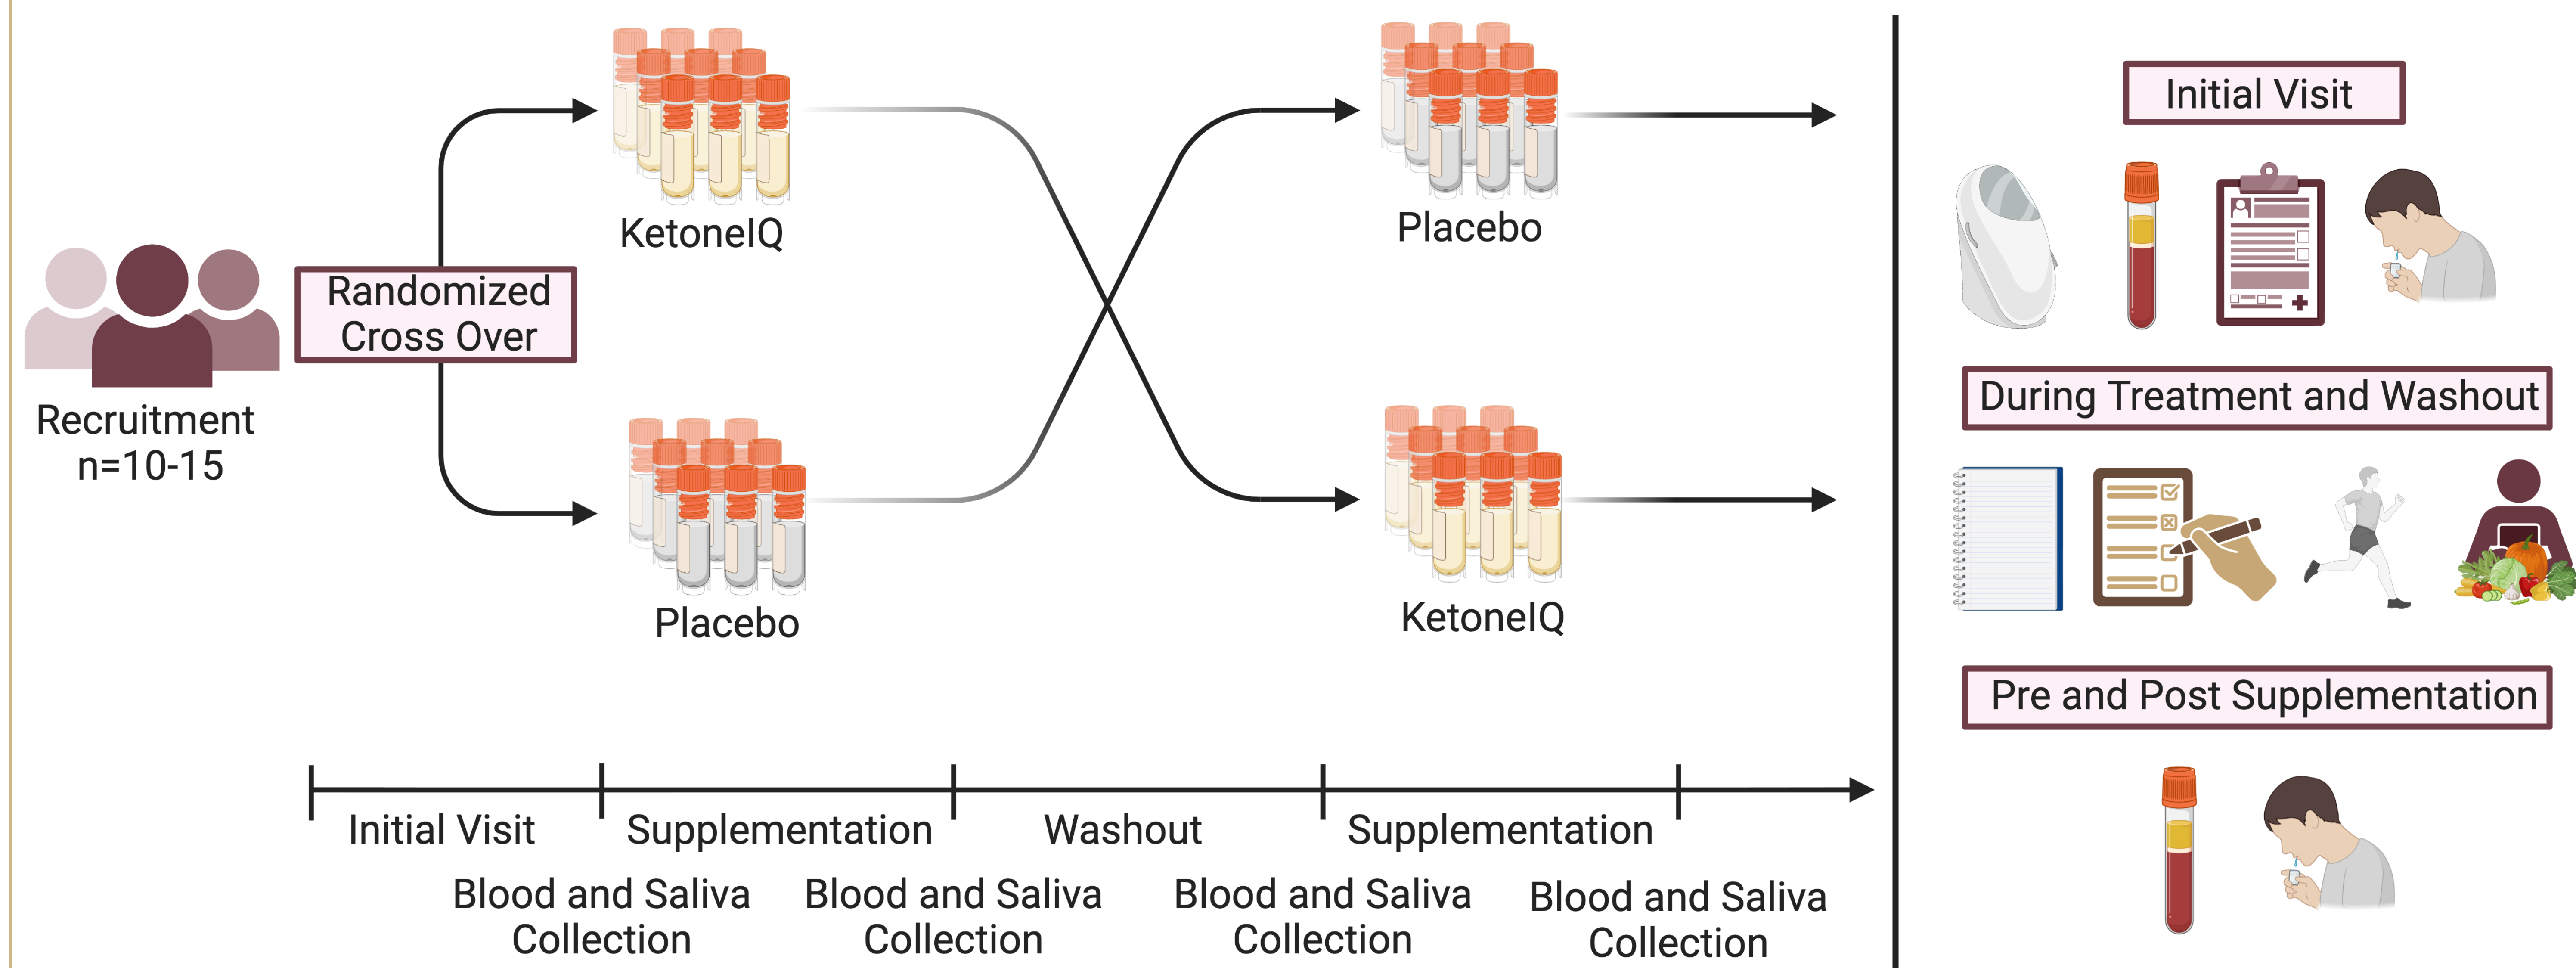 Recruitment
n=10-15
Randomized
Cross Over
KetoneIQ
Placebo
Placebo
KetoneIQ
Initial Visit
Supplementation
Washout
Supplementation
Blood and Saliva
Collection
Blood and Saliva
Collection
Blood and Saliva
Collection
Blood and Saliva
Collection
Initial Visit
During Treatment and Washout
Pre and Post Supplementation